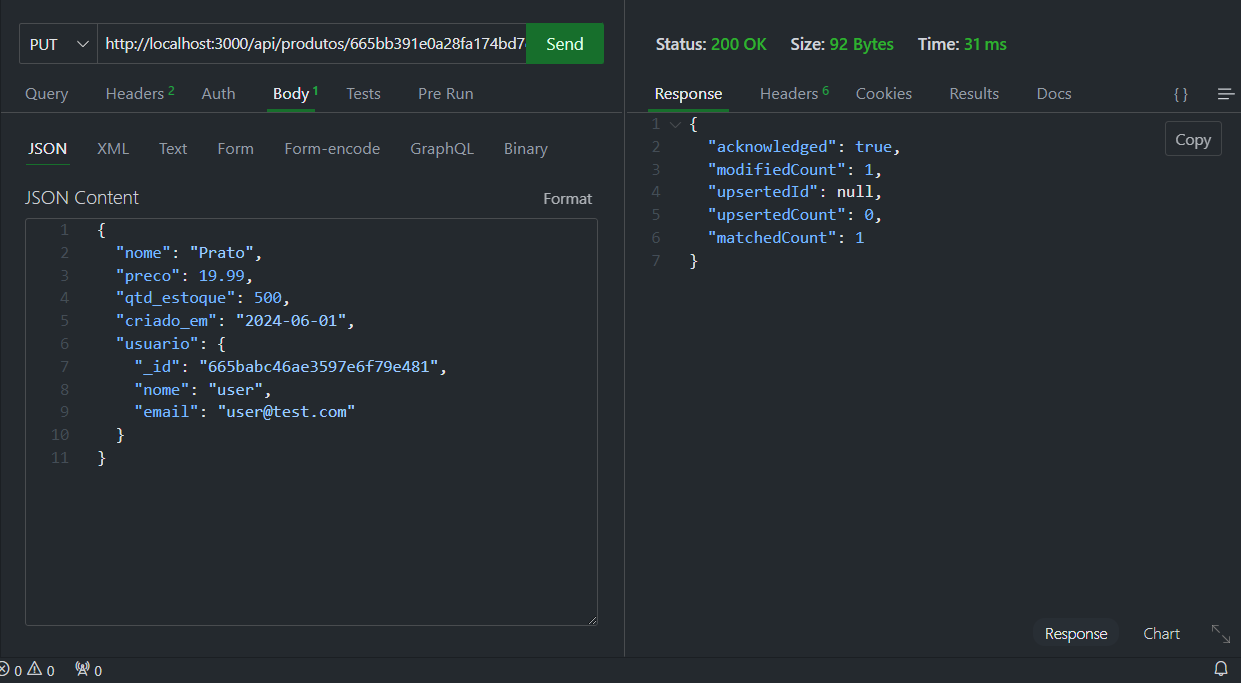 PUT http://localhost:3000/api/produtos/665bb391e0a28fa174bd7 Send
Query Headers 2 Auth Body 1 Tests Pre Run
JSON XML Text Form Form-encode GraphQL Binary
JSON Content Format
1 {
2 "nome": "Prato",
3 "preco": 19.99,
4 "qtd_estoque": 500,
5 "criado_em": "2024-06-01",
6 "usuario": {
7 "_id": "665babc46ae3597e6f79e481",
8 "nome": "user",
9 "email": "user@test.com"
10 }
11 }
Status: 200 OK Size: 92 Bytes Time: 31 ms
Response Headers 6 Cookies Results Docs { }
Copy
1 {
2 "acknowledged": true,
3 "modifiedCount": 1,
4 "upsertedId": null,
5 "upsertedCount": 0,
6 "matchedCount": 1
7 }
Response Chart
0 0 0